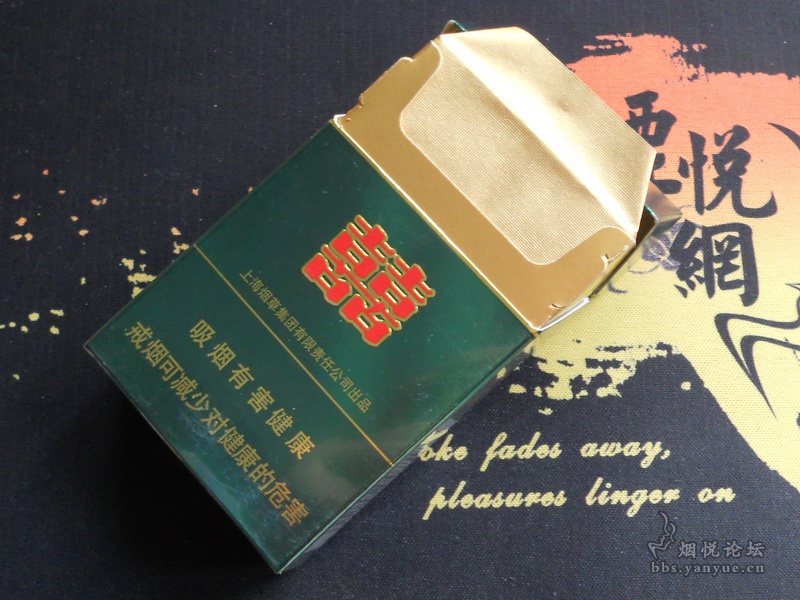 囍
上海烟草集团有限责任公司出品
吸烟有害健康
戒烟可减少对健康的危害
悦
網
oke fades away,
pleasures linger on
烟悦论坛
bbs.yanyue.cn